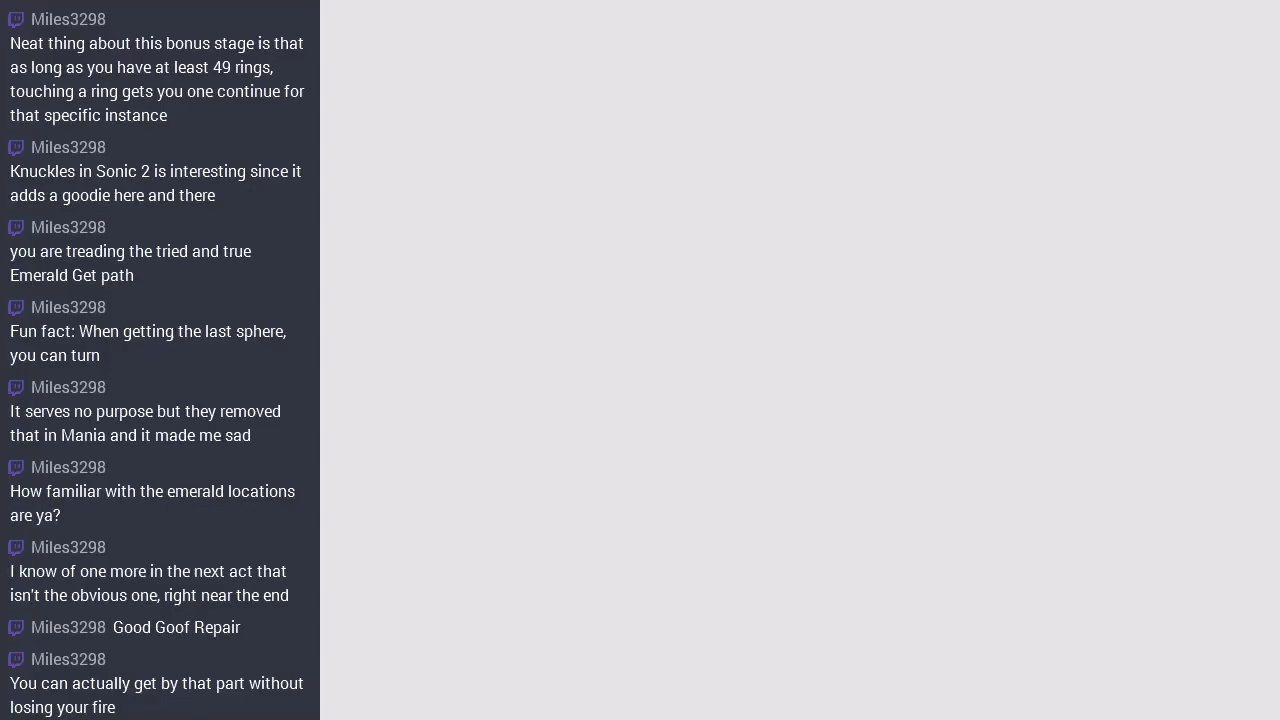 Miles3298
Neat thing about this bonus stage is that
as long as you have at least 49 rings,
touching a ring gets you one continue for
that specific instance
Miles3298
Knuckles in Sonic 2 is interesting since it
adds a goodie here and there
Miles3298
you are treading the tried and true
Emerald Get path
Miles3298
Fun fact: When getting the last sphere,
you can turn
Miles3298
It serves no purpose but they removed
that in Mania and it made me sad
Miles3298
How familiar with the emerald locations
are ya?
Miles3298
I know of one more in the next act that
isn't the obvious one, right near the end
Miles3298 Good Goof Repair
Miles3298
You can actually get by that part without
losing your fire